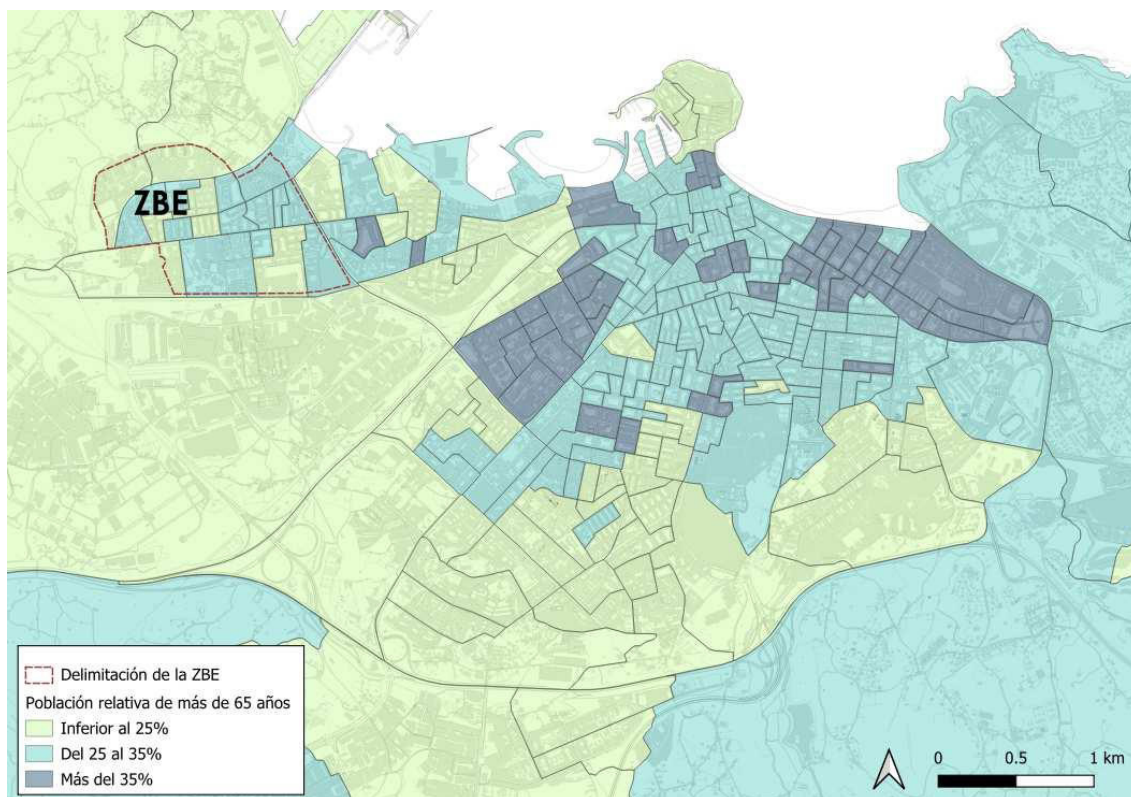 ZBE
Delimitación de la ZBE
Población relativa de más de 65 años
Inferior al 25%
Del 25 al 35%
Más del 35%
0 0.5 1 km